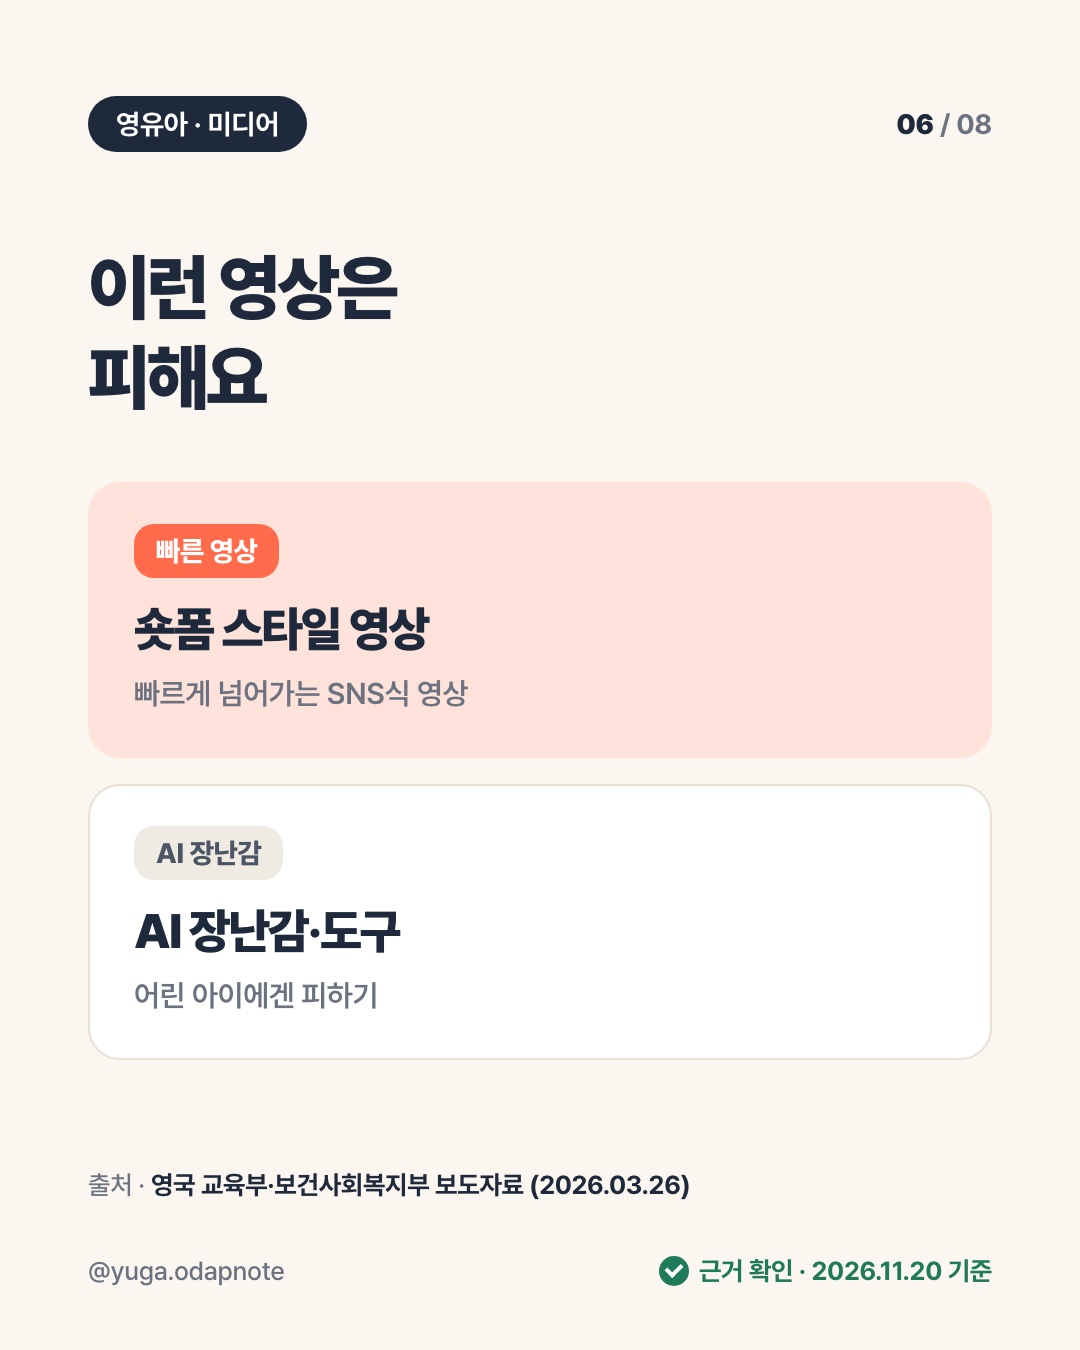 영유아 · 미디어
06 / 08
이런 영상은
피해요
빠른 영상
숏폼 스타일 영상
빠르게 넘어가는 SNS식 영상
AI 장난감
AI 장난감·도구
어린 아이에겐 피하기
출처 · 영국 교육부·보건사회복지부 보도자료 (2026.03.26)
@yuga.odapnote
근거 확인 · 2026.11.20 기준